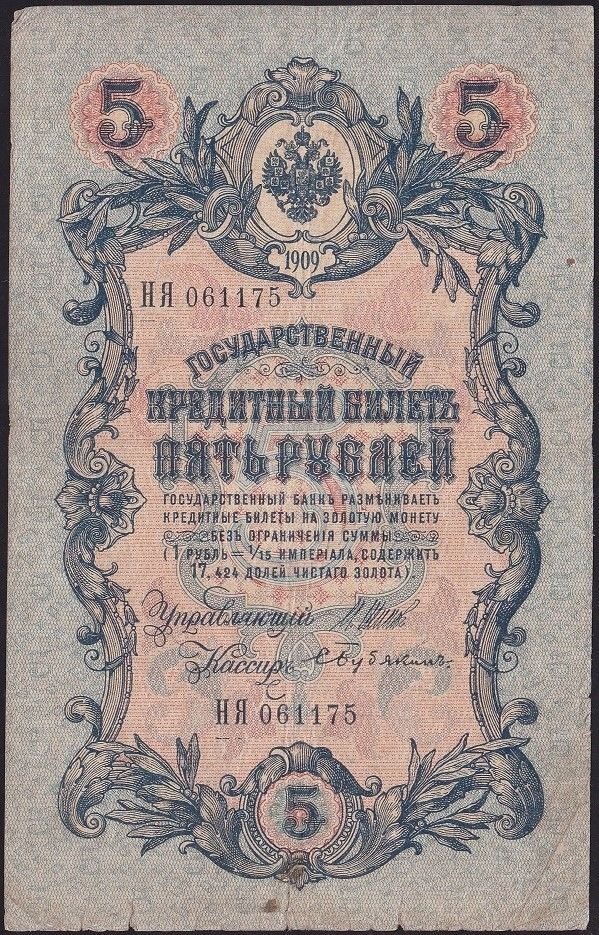 5 5
1909
НЯ 061175
ГОСУДАРСТВЕННЫЙ
КРЕДИТНЫЙ БИЛЕТЪ
ПЯТЬ РУБЛЕЙ
ГОСУДАРСТВЕННЫЙ БАНКЪ РАЗМѢНИВАЕТЪ
КРЕДИТНЫЕ БИЛЕТЫ НА ЗОЛОТУЮ МОНЕТУ
БЕЗЪ ОГРАНИЧЕНІЯ СУММЫ
(1 РУБЛЬ = 1/15 ИМПЕРІАЛА, СОДЕРЖИТЪ
17,424 ДОЛЕЙ ЧИСТАГО ЗОЛОТА).
Управляющій
Кассиръ
НЯ 061175
5